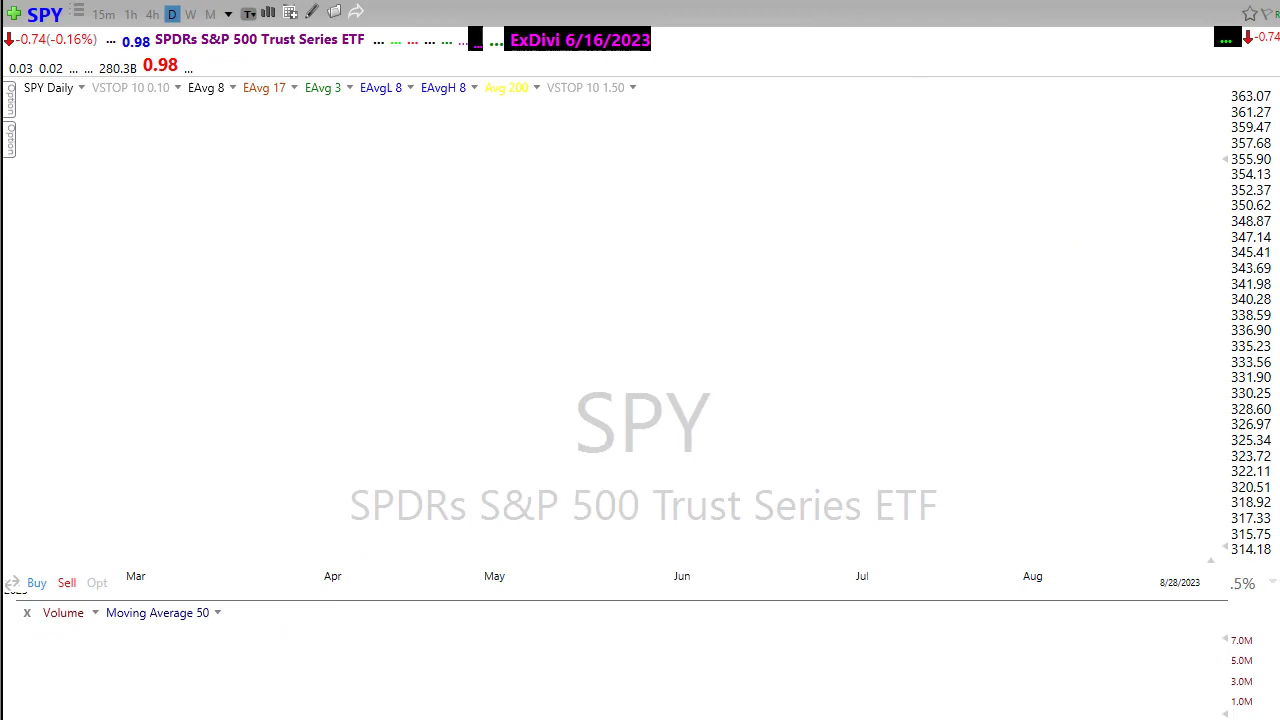 SPY 15m 1h 4h D W M T
-0.74(-0.16%) ... 0.98 SPDRs S&P 500 Trust Series ETF ... ... ... ... ... ... ... ... ExDivi 6/16/2023 ... -0.74
0.03 0.02 ... ... 280.3B 0.98 ...
SPY Daily VSTOP 10 0.10 EAvg 8 EAvg 17 EAvg 3 EAvgL 8 EAvgH 8 Avg 200 VSTOP 10 1.50
Option
Option
363.07
361.27
359.47
357.68
355.90
354.13
352.37
350.62
348.87
347.14
345.41
343.69
341.98
340.28
338.59
336.90
335.23
333.56
331.90
330.25
328.60
326.97
325.34
323.72
322.11
320.51
318.92
317.33
315.75
314.18
SPY
SPDRs S&P 500 Trust Series ETF
Mar Apr May Jun Jul Aug 8/28/2023
Buy Sell Opt .5%
X Volume Moving Average 50
7.0M
5.0M
3.0M
1.0M